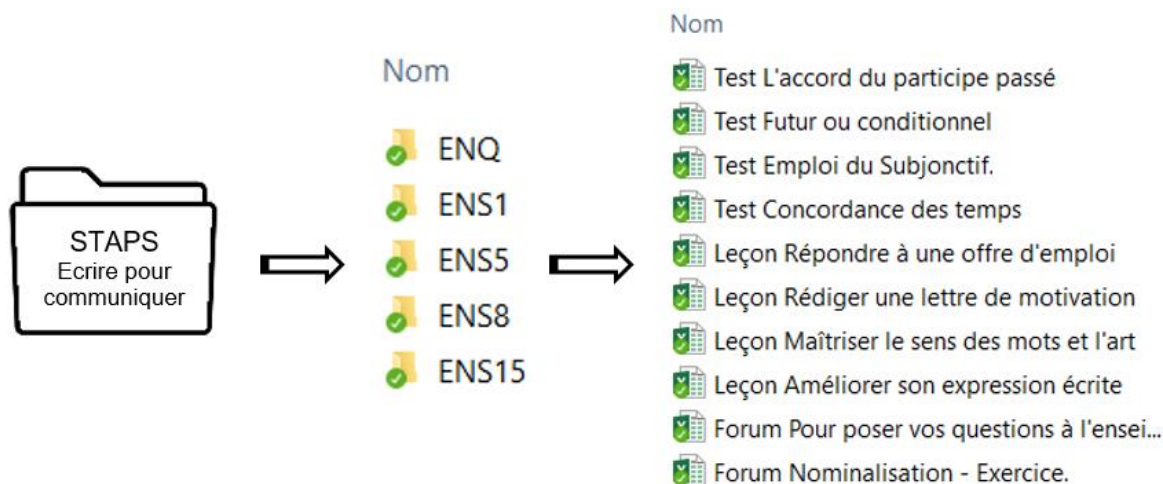 STAPS
Ecrire pour
communiquer
Nom
ENQ
ENS1
ENS5
ENS8
ENS15
Nom
Test L'accord du participe passé
Test Futur ou conditionnel
Test Emploi du Subjonctif.
Test Concordance des temps
Leçon Répondre à une offre d'emploi
Leçon Rédiger une lettre de motivation
Leçon Maîtriser le sens des mots et l'art
Leçon Améliorer son expression écrite
Forum Pour poser vos questions à l'ensei...
Forum Nominalisation - Exercice.